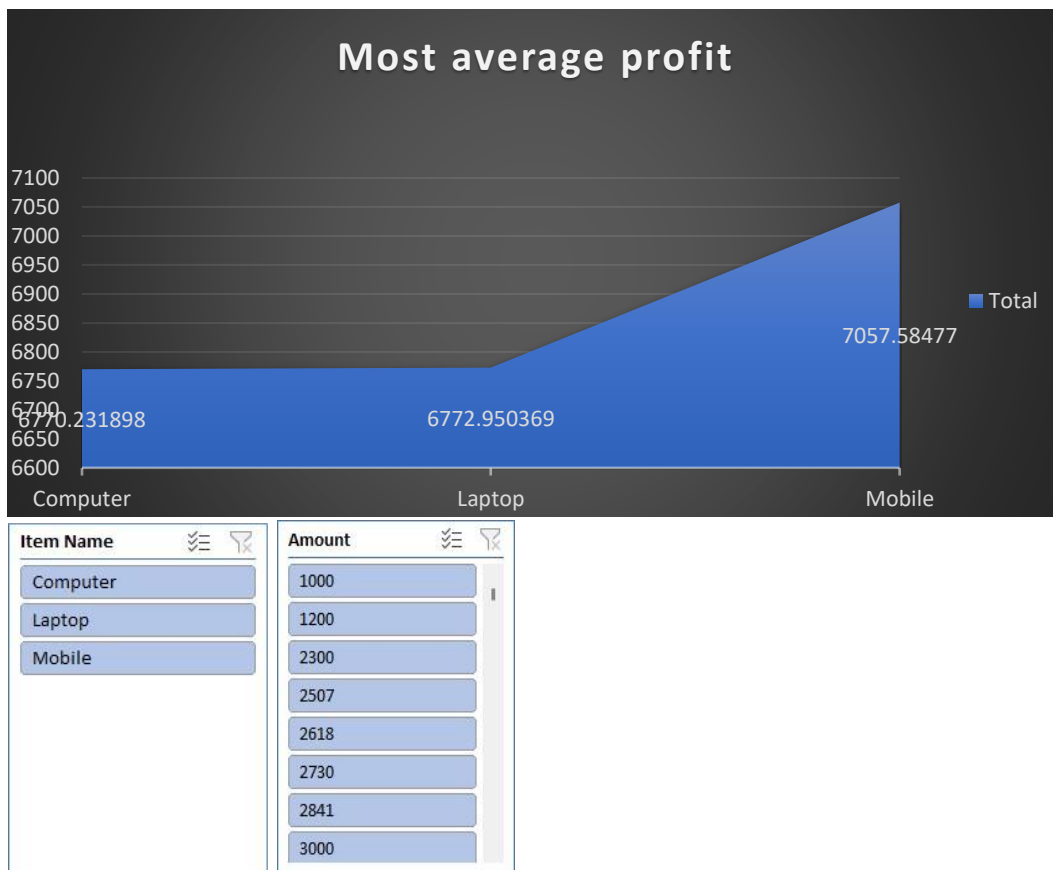 Most average profit
7100
7050
7000
6950
6900
6850
6800
6750
6700
6650
6600
6770.231898
6772.950369
7057.58477
Computer
Laptop
Mobile
Total
Item Name
Computer
Laptop
Mobile
Amount
1000
1200
2300
2507
2618
2730
2841
3000